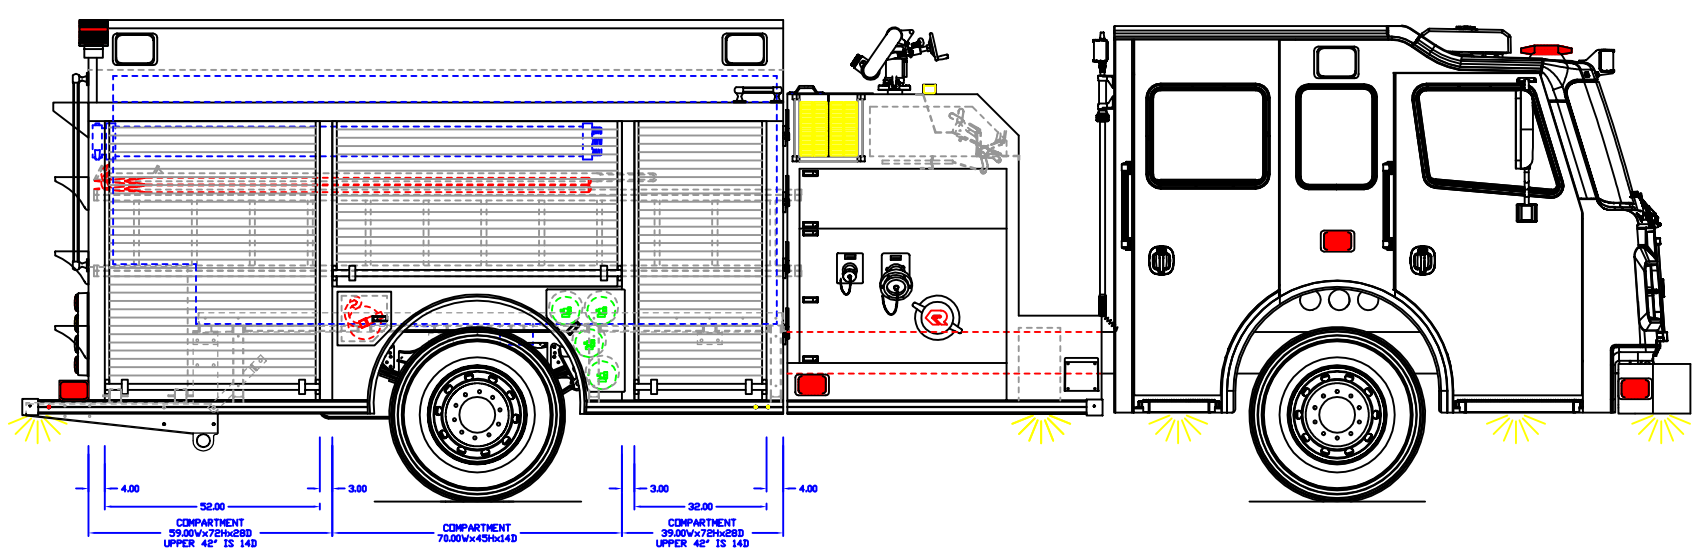 4.00
3.00
3.00
4.00
52.00
32.00
COMPARTMENT
59.00Wx72Hx28D
UPPER 42" IS 14D
COMPARTMENT
70.00Wx45Hx14D
COMPARTMENT
39.00Wx72Hx28D
UPPER 42" IS 14D